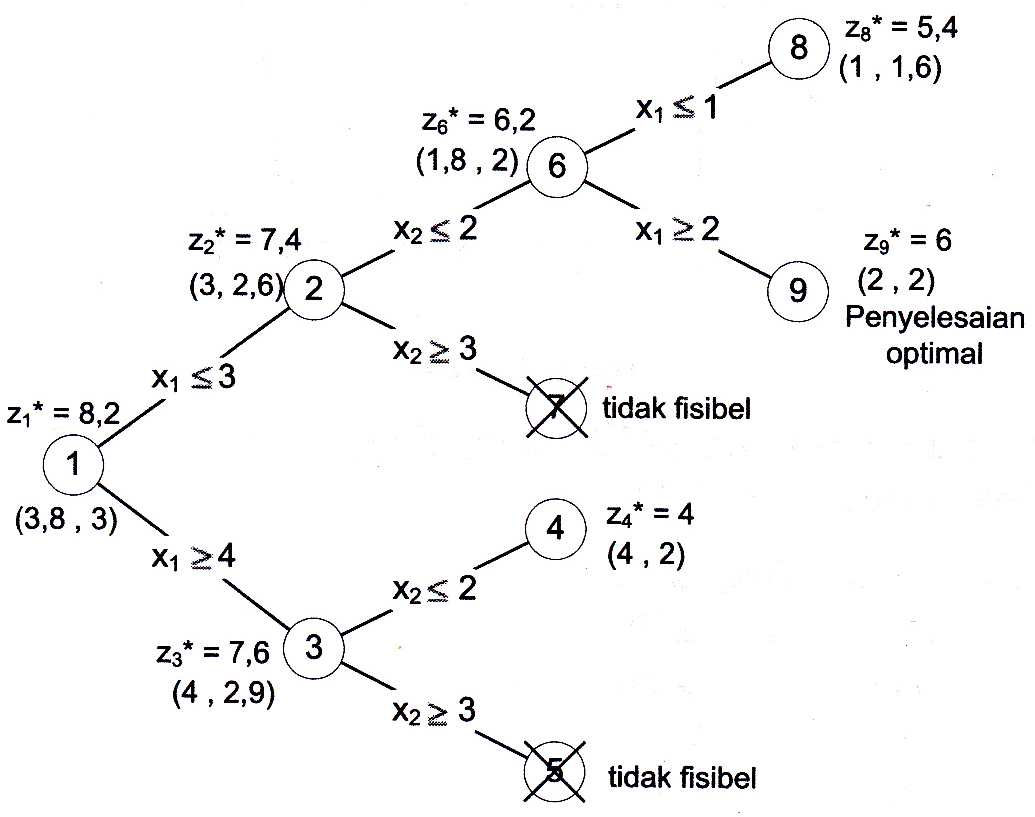 z₈* = 5,4
8
(1 , 1,6)
x₁ ≤ 1
z₆* = 6,2
(1,8 , 2)
6
x₂ ≤ 2
x₁ ≥ 2
z₂* = 7,4
(3, 2,6)
2
z₉* = 6
9
(2 , 2)
Penyelesaian
optimal
x₂ ≥ 3
x₁ ≤ 3
7
tidak fisibel
z₁* = 8,2
1
(3,8 , 3)
x₁ ≥4
4
z₄* = 4
(4 , 2)
x₂ ≤ 2
z₃* = 7,6
3
(4 , 2,9)
x₂ ≥ 3
5
tidak fisibel